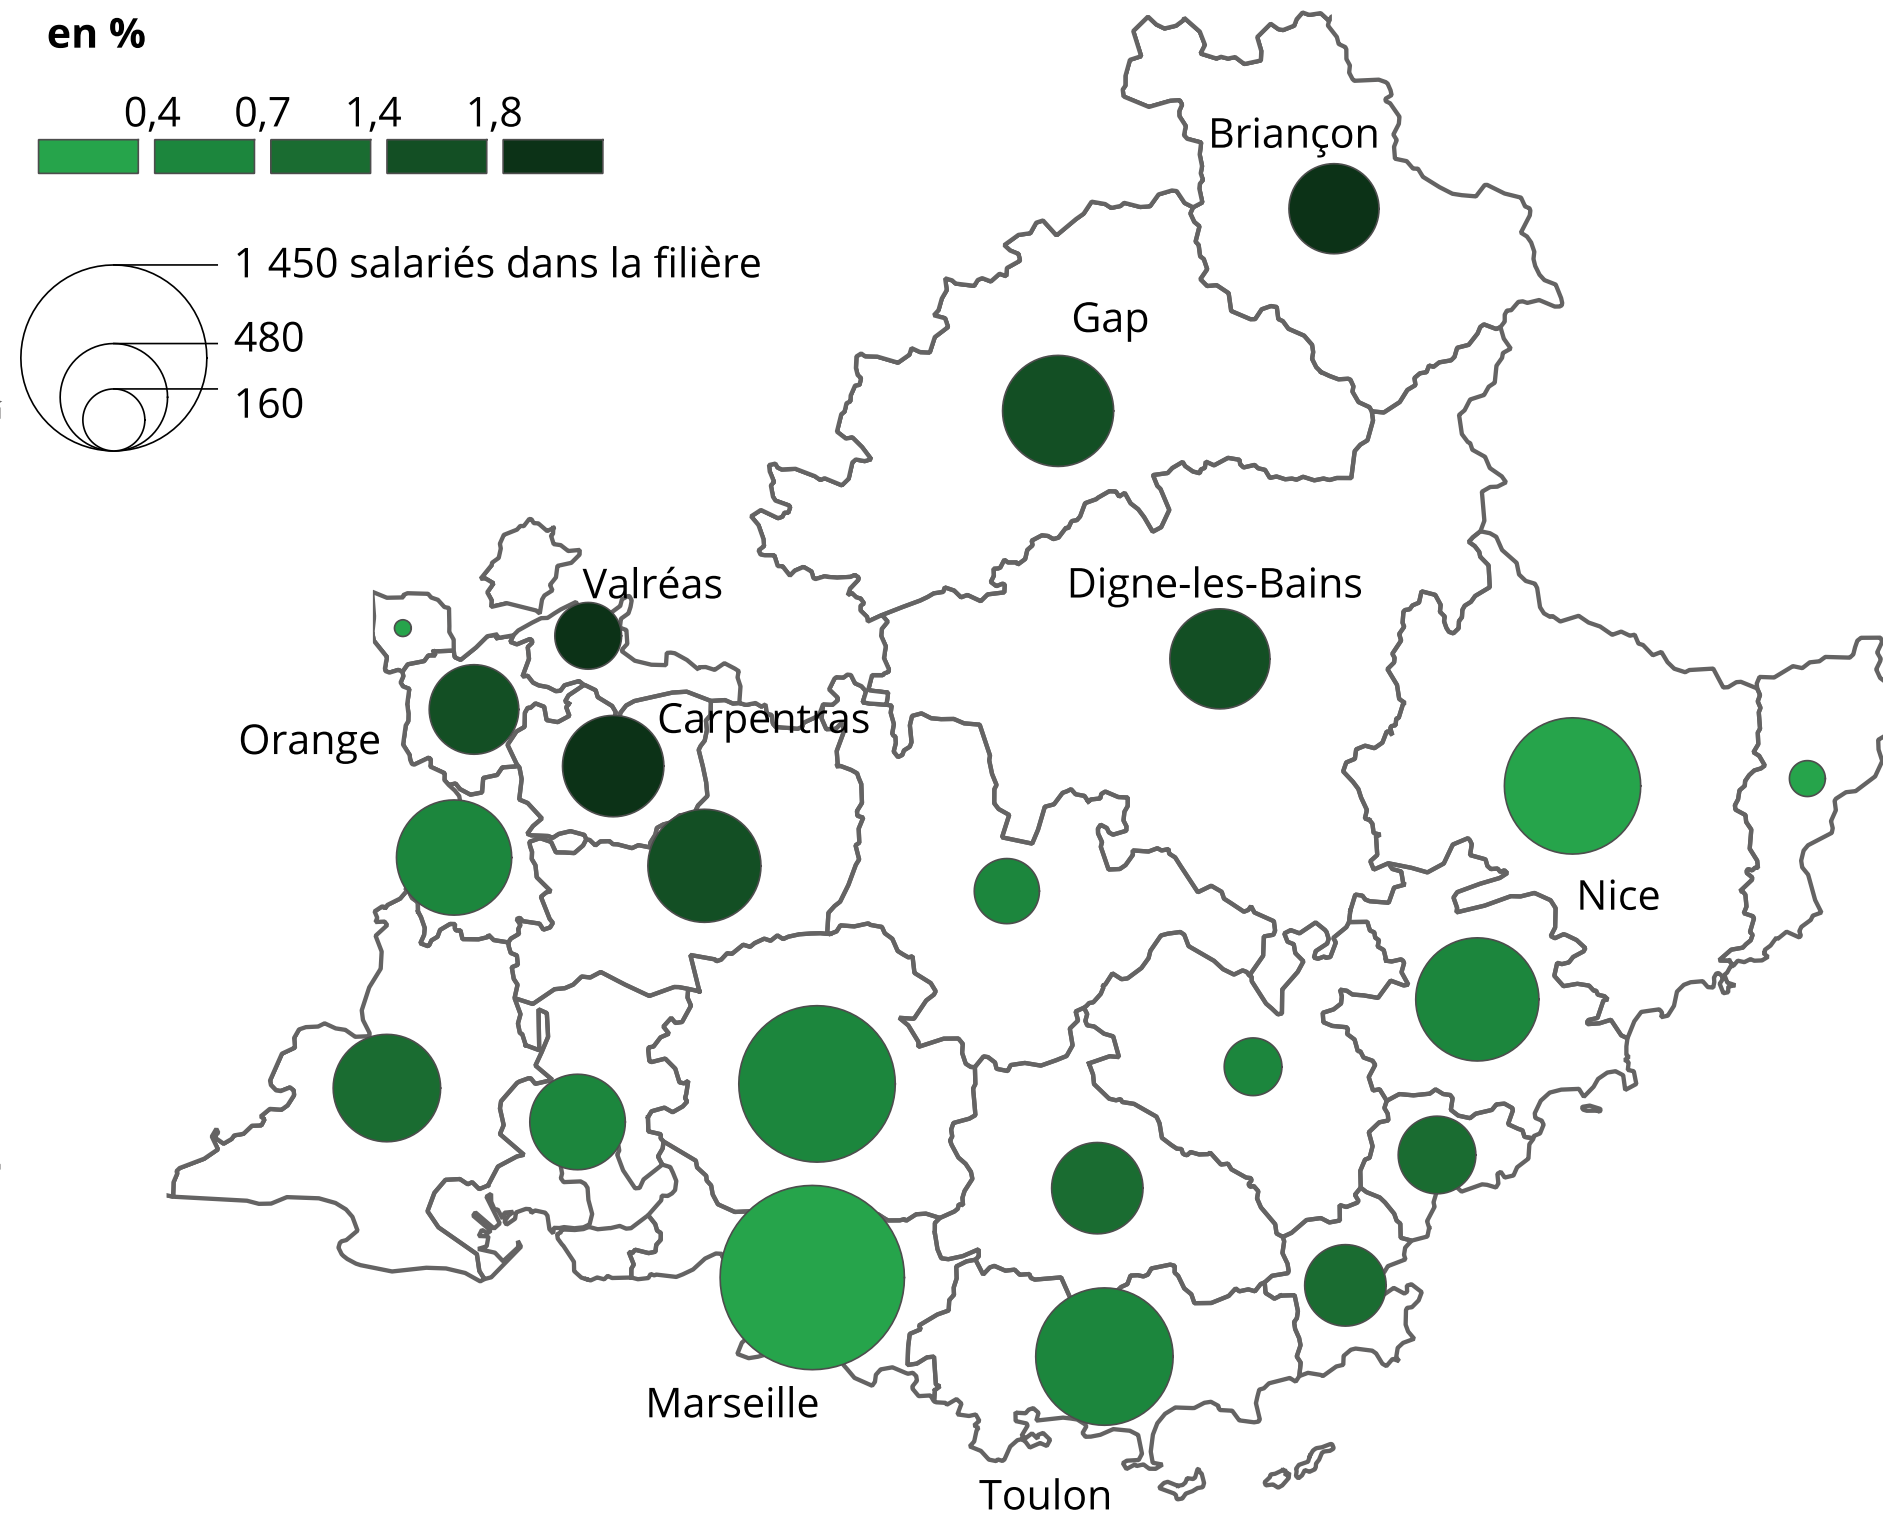 en %
0,4 0,7 1,4 1,8
1 450 salariés dans la filière
480
160
Briançon
Gap
Valréas
Digne-les-Bains
Carpentras
Orange
Nice
Marseille
Toulon